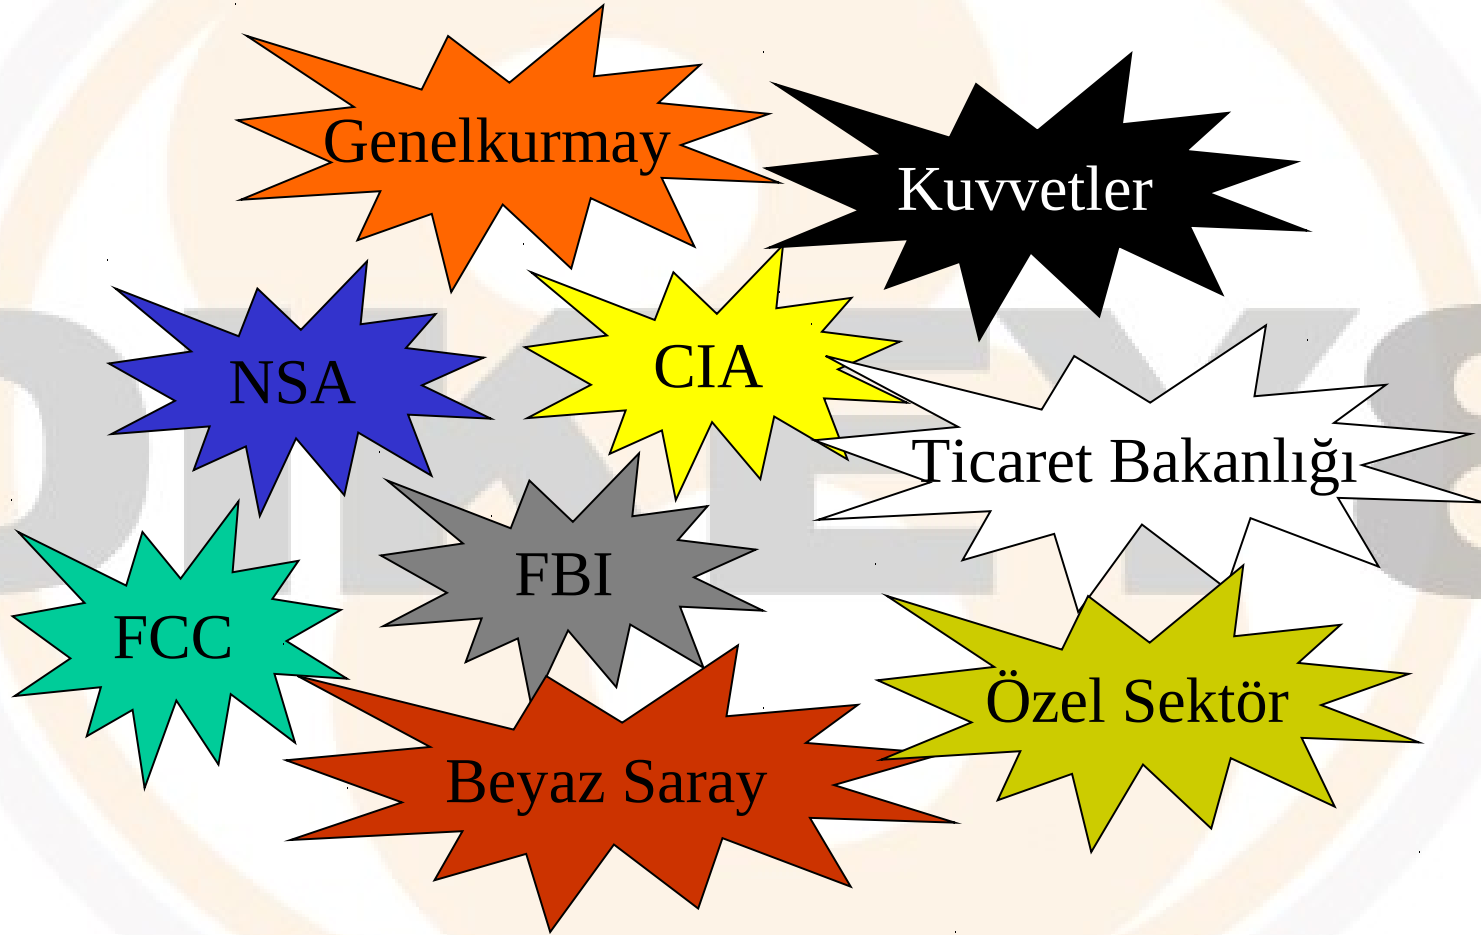 Genelkurmay
Kuvvetler
NSA
CIA
Ticaret Bakanlığı
FBI
FCC
Özel Sektör
Beyaz Saray